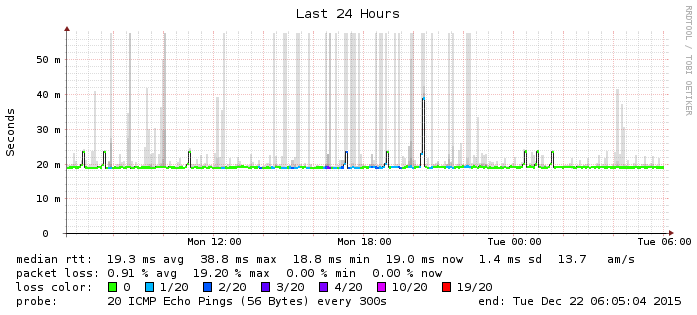 Last 24 Hours
RRDTOOL / TOBI OETIKER
Seconds
50 m
40 m
30 m
20 m
10 m
0
Mon 12:00 Mon 18:00 Tue 00:00 Tue 06:00
median rtt: 19.3 ms avg 38.8 ms max 18.8 ms min 19.0 ms now 1.4 ms sd 13.7 am/s
packet loss: 0.91 % avg 19.20 % max 0.00 % min 0.00 % now
loss color: 0 1/20 2/20 3/20 4/20 10/20 19/20
probe: 20 ICMP Echo Pings (56 Bytes) every 300s end: Tue Dec 22 06:05:04 2015